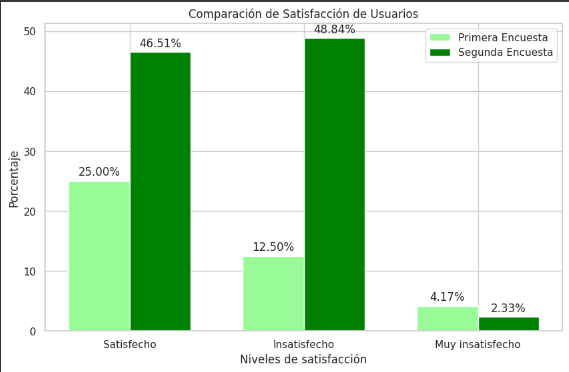 Comparación de Satisfacción de Usuarios
Primera Encuesta
Segunda Encuesta
Porcentaje
50
40
30
20
10
0
25.00%
46.51%
12.50%
48.84%
4.17%
2.33%
Satisfecho
Insatisfecho
Muy insatisfecho
Niveles de satisfacción